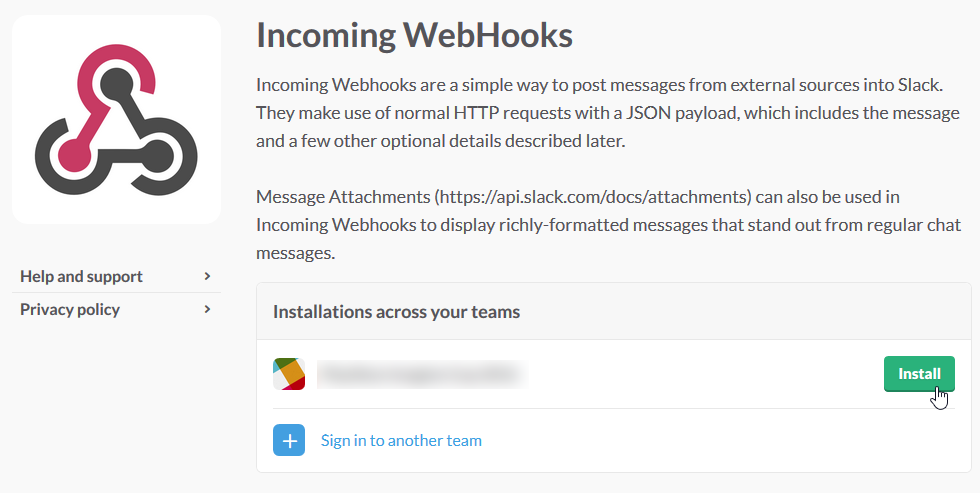 Incoming WebHooks
Incoming Webhooks are a simple way to post messages from external sources into Slack.
They make use of normal HTTP requests with a JSON payload, which includes the message
and a few other optional details described later.
Message Attachments (https://api.slack.com/docs/attachments) can also be used in
Incoming Webhooks to display richly-formatted messages that stand out from regular chat
messages.
Help and support
Privacy policy
Installations across your teams
Install
Sign in to another team